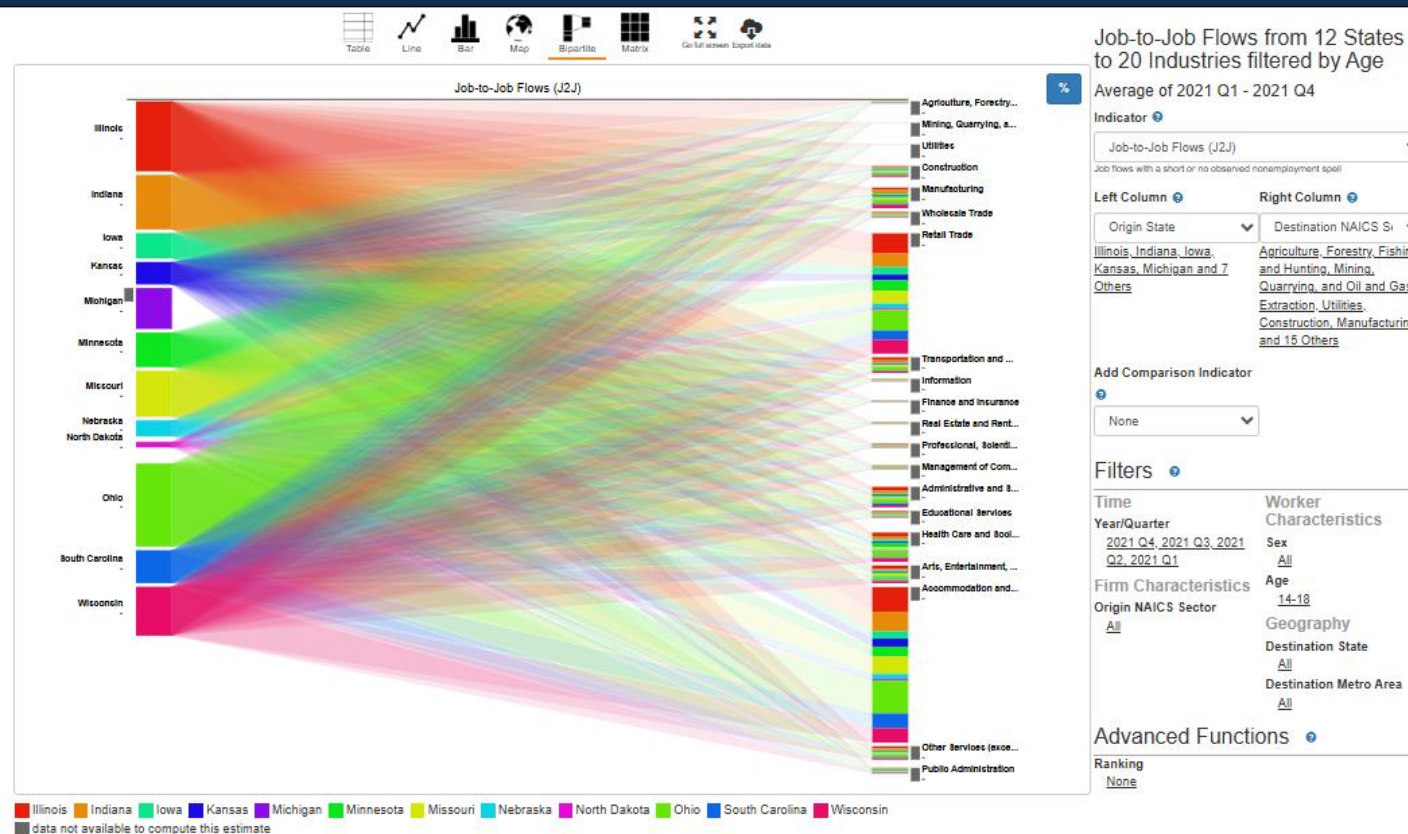 Table Line Bar Map Bipartite Matrix Go full screen Export data
Job-to-Job Flows (J2J)
%
Illinois
-
Indiana
-
Iowa
-
Kansas
-
Michigan
-
Minnesota
-
Missouri
-
Nebraska
-
North Dakota
-
Ohio
-
South Carolina
-
Wisconsin
-
Agriculture, Forestry...
-
Mining, Quarrying, a...
-
Utilities
-
Construction
-
Manufacturing
-
Wholesale Trade
-
Retail Trade
-
Transportation and ...
-
Information
-
Finance and Insurance
-
Real Estate and Rent...
-
Professional, Scienti...
-
Management of Com...
-
Administrative and S...
-
Educational Services
-
Health Care and Soci...
-
Arts, Entertainment, ...
-
Accommodation and...
-
Other Services (exce...
-
Public Administration
-
Illinois Indiana Iowa Kansas Michigan Minnesota Missouri Nebraska North Dakota Ohio South Carolina Wisconsin
data not available to compute this estimate
Job-to-Job Flows from 12 States
to 20 Industries filtered by Age
Average of 2021 Q1 - 2021 Q4
Indicator ?
Job-to-Job Flows (J2J)
Job flows with a short or no observed nonemployment spell
Left Column ? Right Column ?
Origin State Destination NAICS
Illinois, Indiana, Iowa,
Kansas, Michigan and 7
Others
Agriculture, Forestry,
and Hunting, Mining,
Quarrying, and Oil and
Extraction, Utilities,
Construction,
and 15 Others
Add Comparison Indicator
?
None
Filters ?
Time
Year/Quarter
2021 Q4, 2021 Q3, 2021
Q2, 2021 Q1
Firm Characteristics
Origin NAICS Sector
All
Worker
Characteristics
Sex
All
Age
14-18
Geography
Destination State
All
Destination Metro Area
All
Advanced Functions ?
Ranking
None